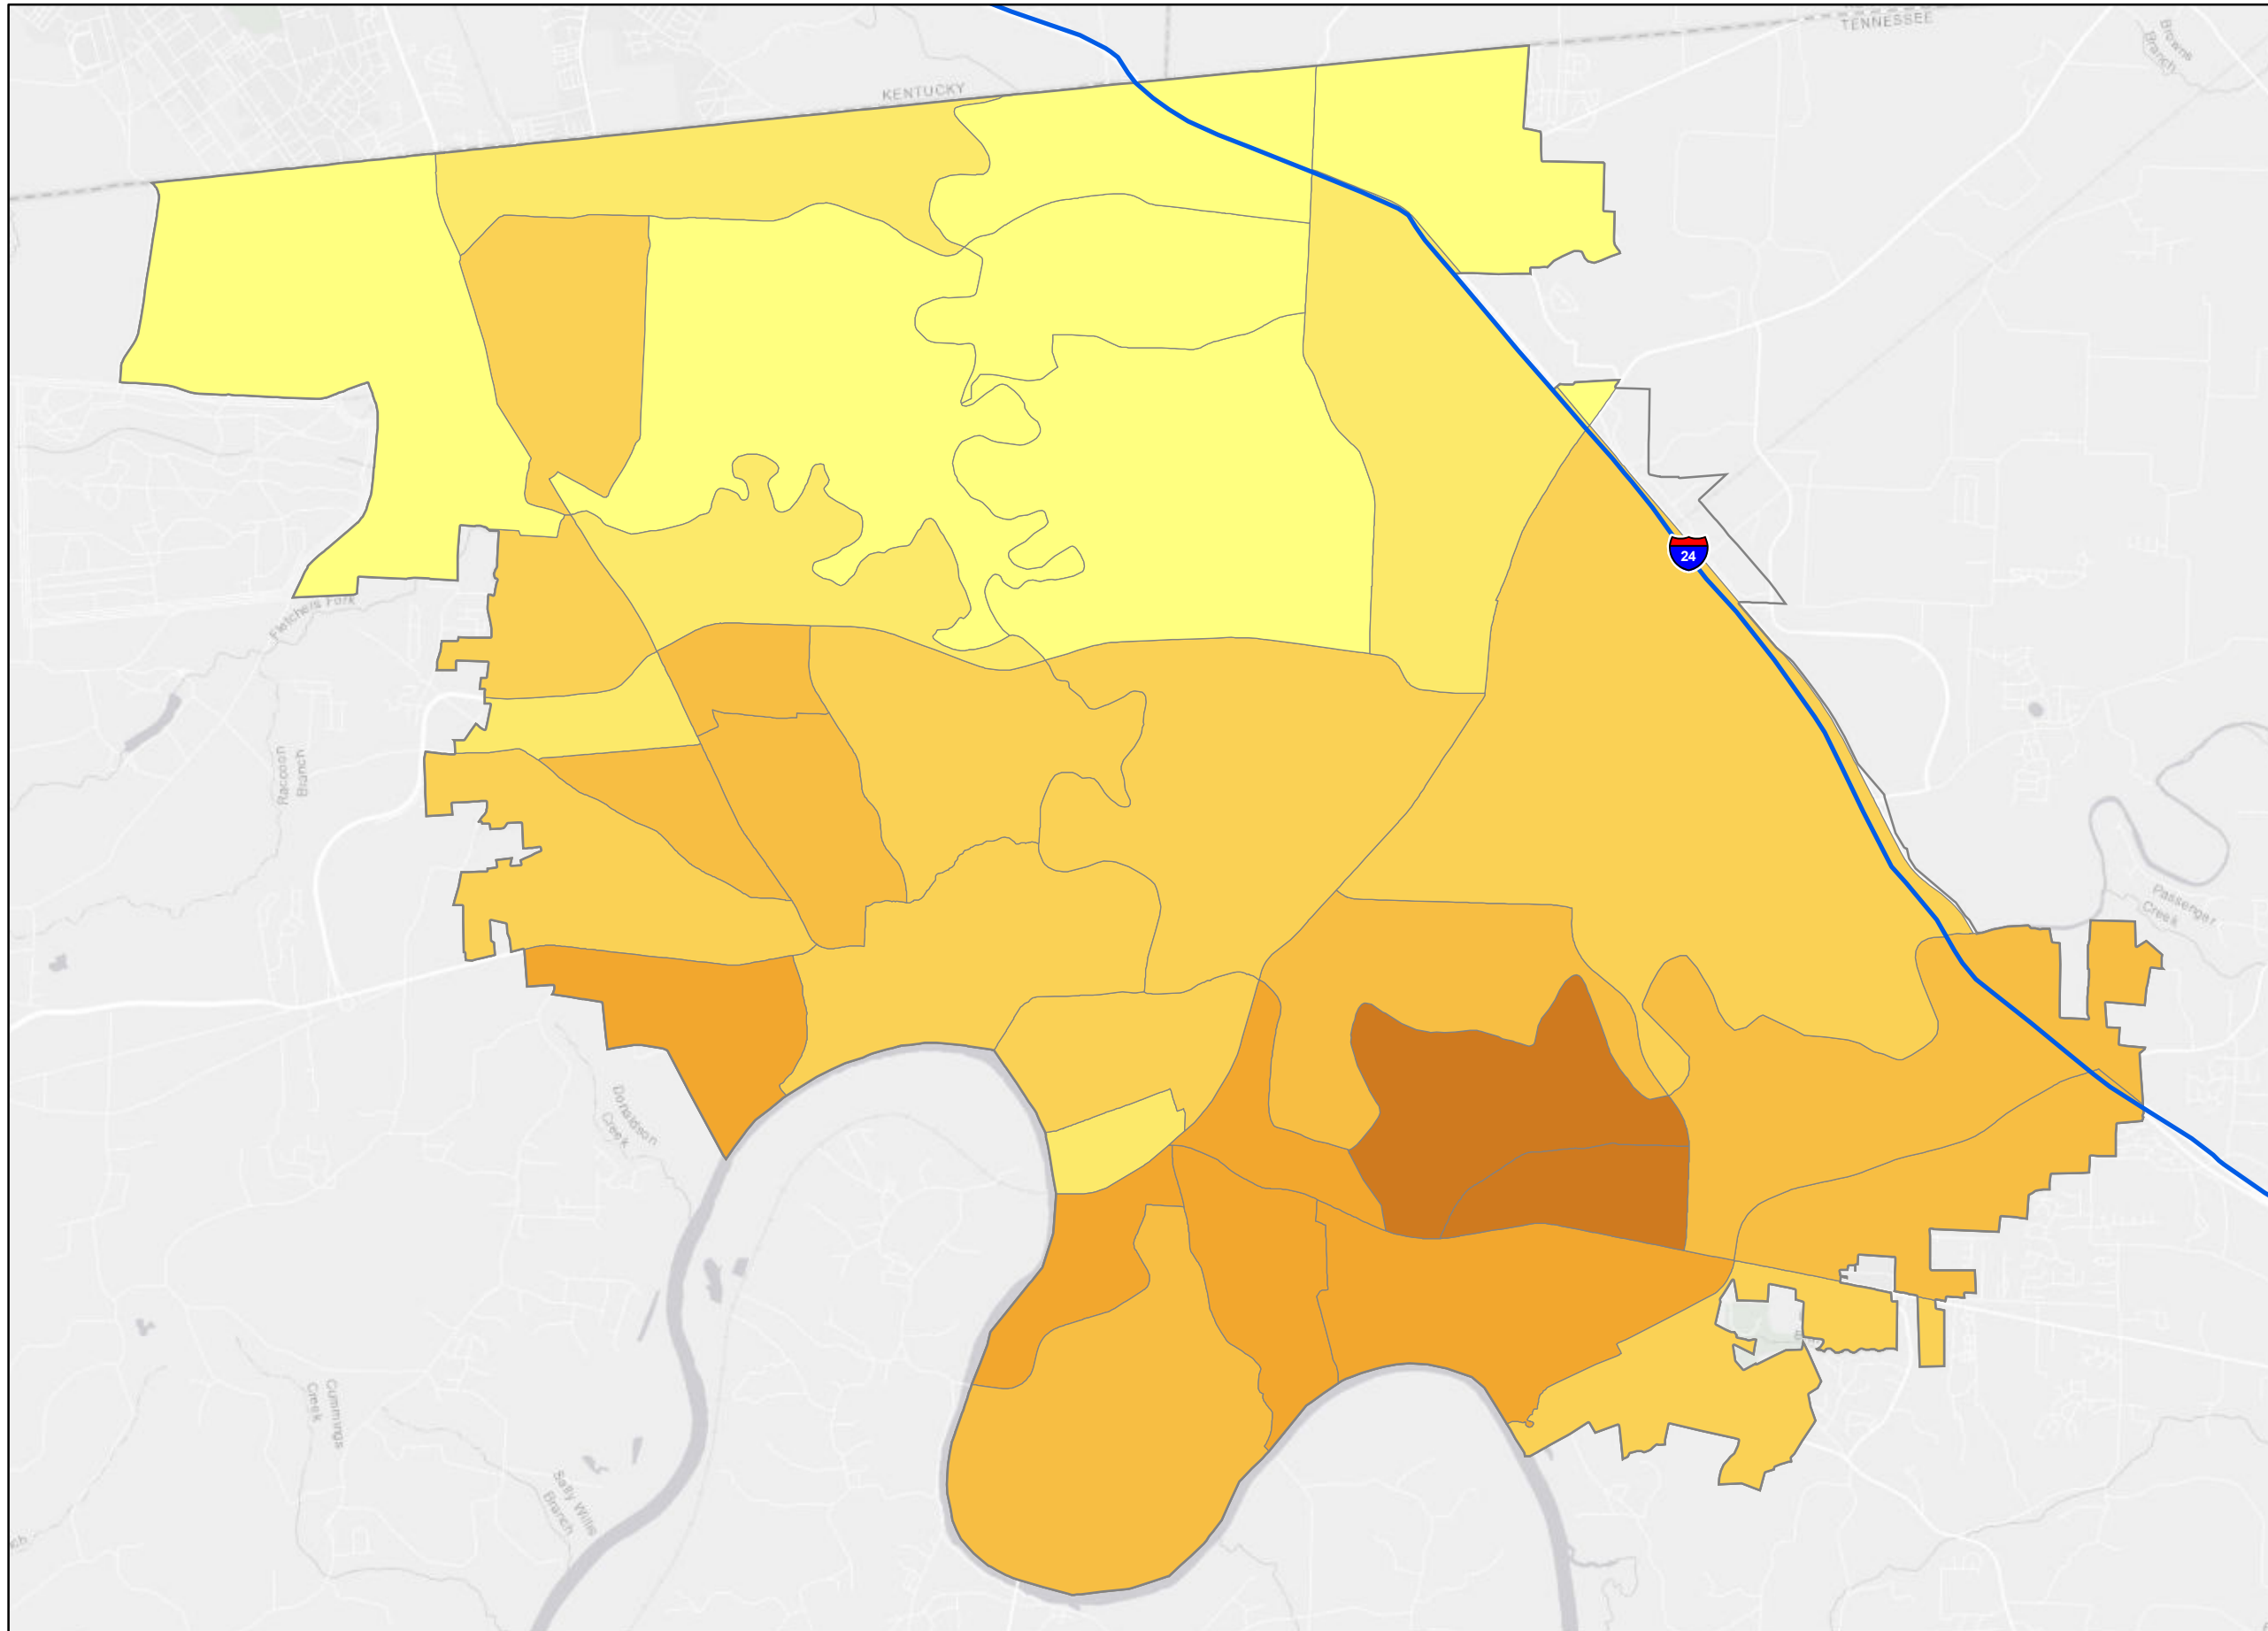 TENNESSEE
Browns
Branch
KENTUCKY
24
Fletchers Fork
Raccoon
Branch
Passenger
Creek
Donaldson
Creek
Cummings
Creek
Sally Willis
Branch